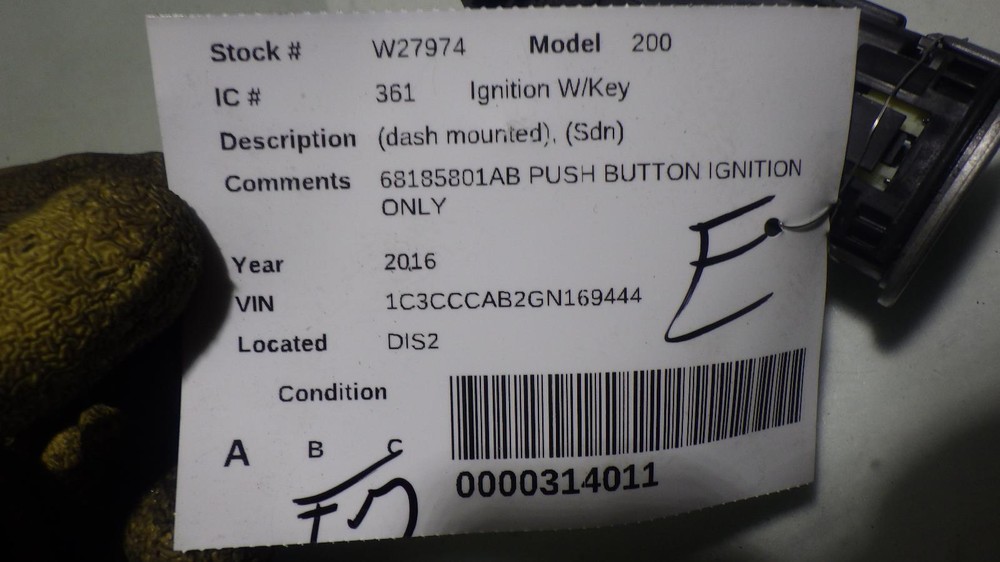 Stock # W27974 Model 200
IC # 361 Ignition W/Key
Description (dash mounted), (Sdn)
Comments 68185801AB PUSH BUTTON IGNITION
ONLY
E
Year 2016
VIN 1C3CCCAB2GN169444
Located DIS2
Condition
A B C
0000314011